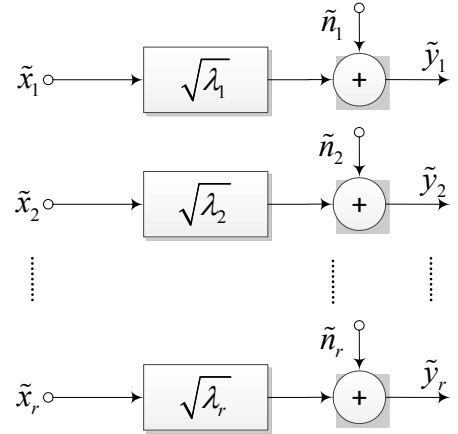 ñ₁
x̃₁ √λ₁ + ỹ₁
ñ₂
x̃₂ √λ₂ + ỹ₂
ñᵣ
x̃ᵣ √λᵣ + ỹᵣ